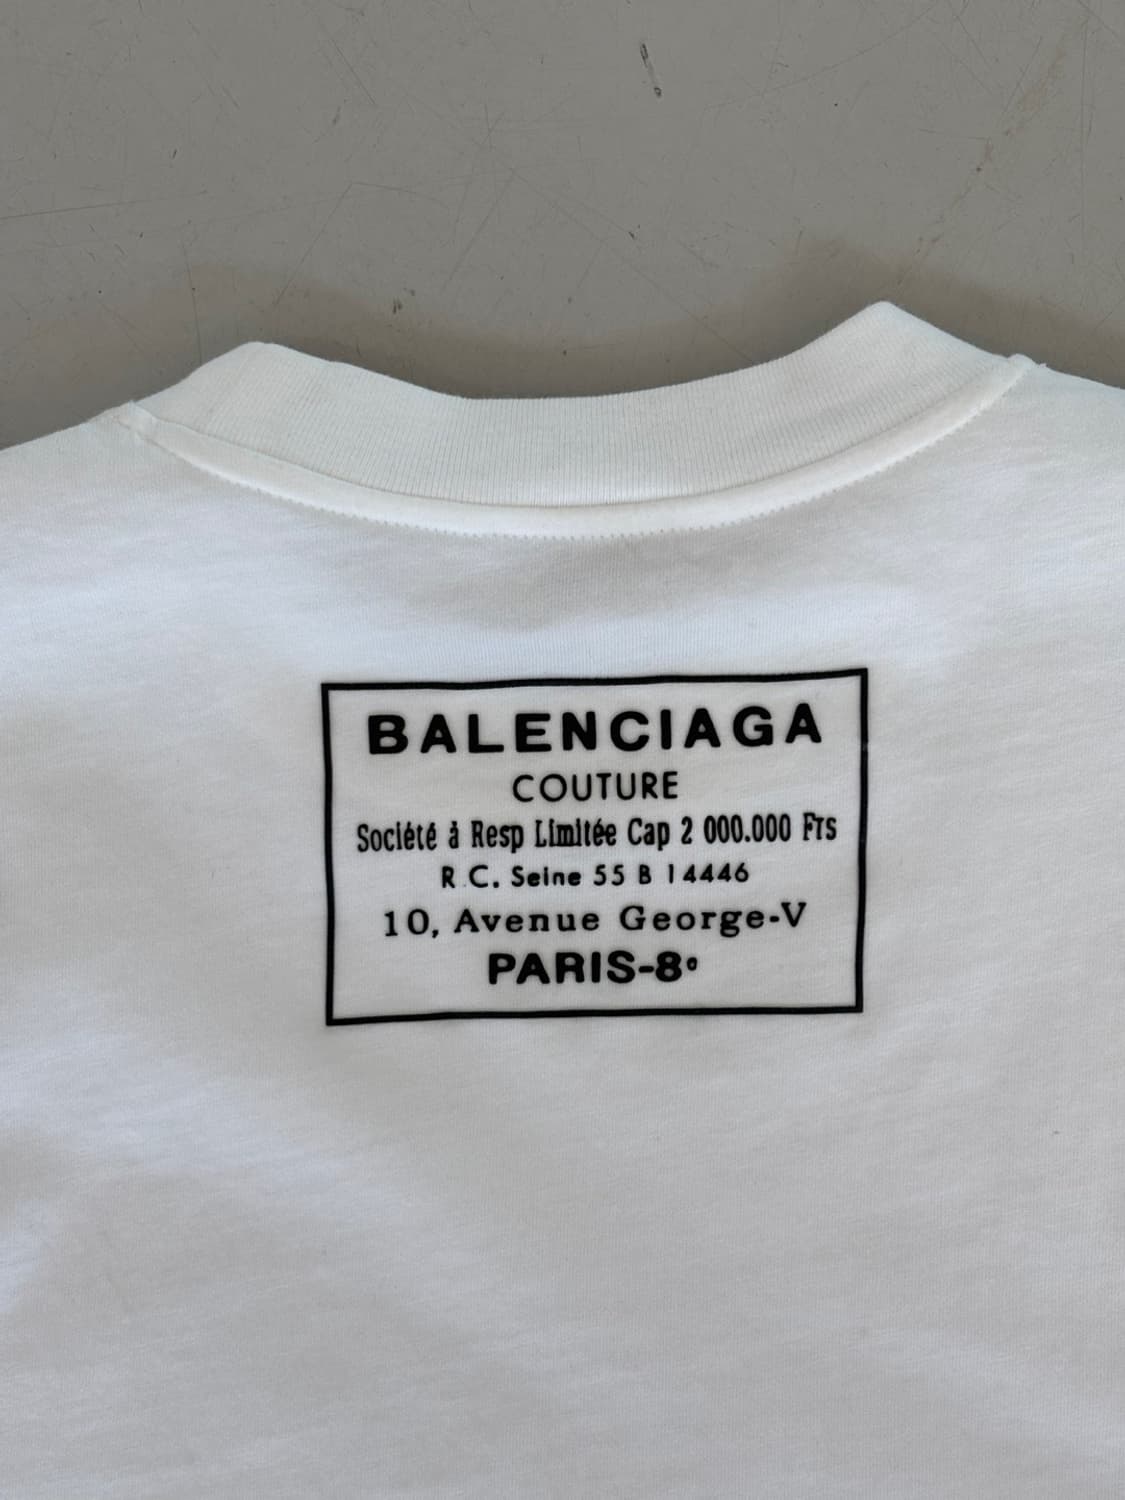 BALENCIAGA
COUTURE
Société à Resp Limitée Cap 2 000.000 Frs
R.C. Seine 55 B 14446
10, Avenue George-V
PARIS-8e